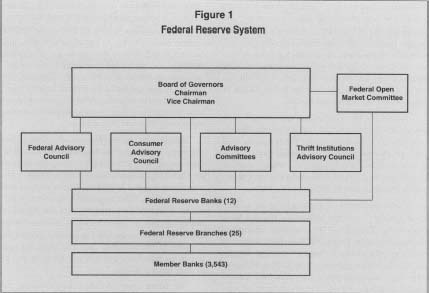 Figure 1
Federal Reserve System
Board of Governors
Chairman
Vice Chairman
Federal Open
Market Committee
Federal Advisory
Council
Consumer
Advisory
Council
Advisory
Committees
Thrift Institutions
Advisory Council
Federal Reserve Banks (12)
Federal Reserve Branches (25)
Member Banks (3,543)